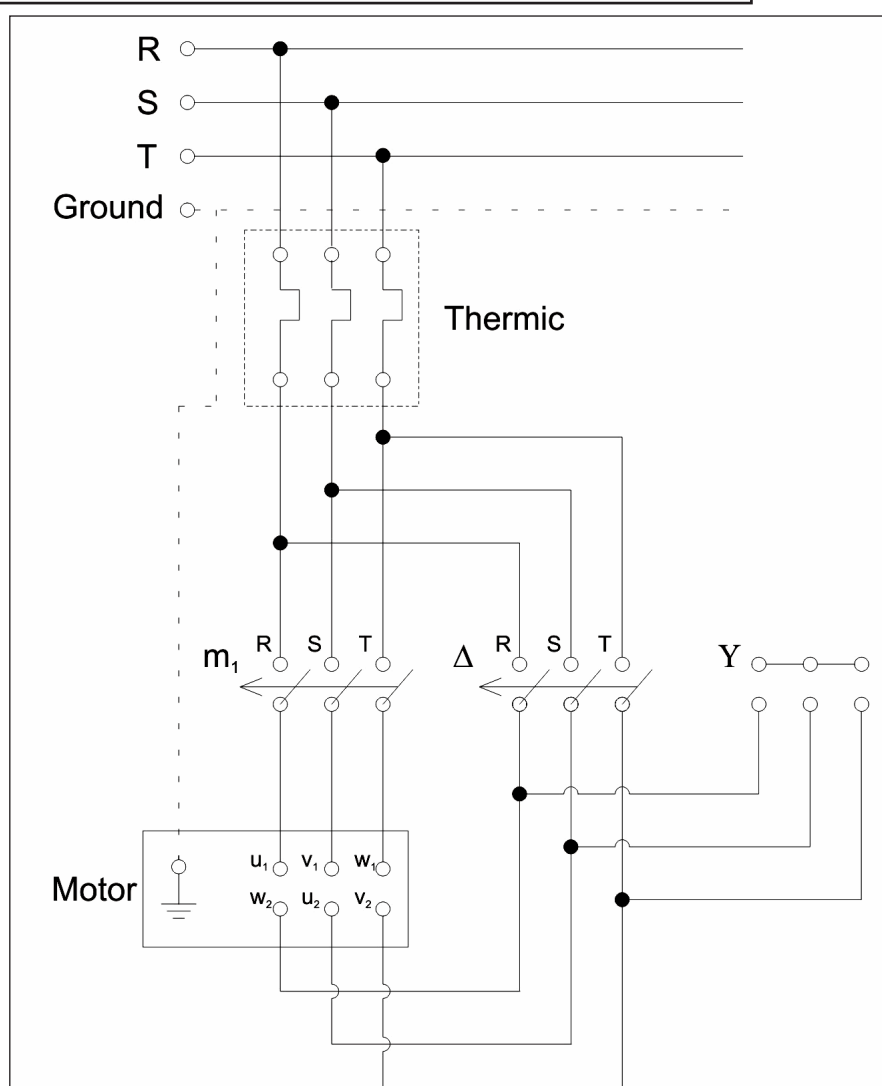 R
S
T
Ground
Thermic
m₁ R S T
Δ R S T
Y
Motor
u₁ v₁ w₁
w₂ u₂ v₂